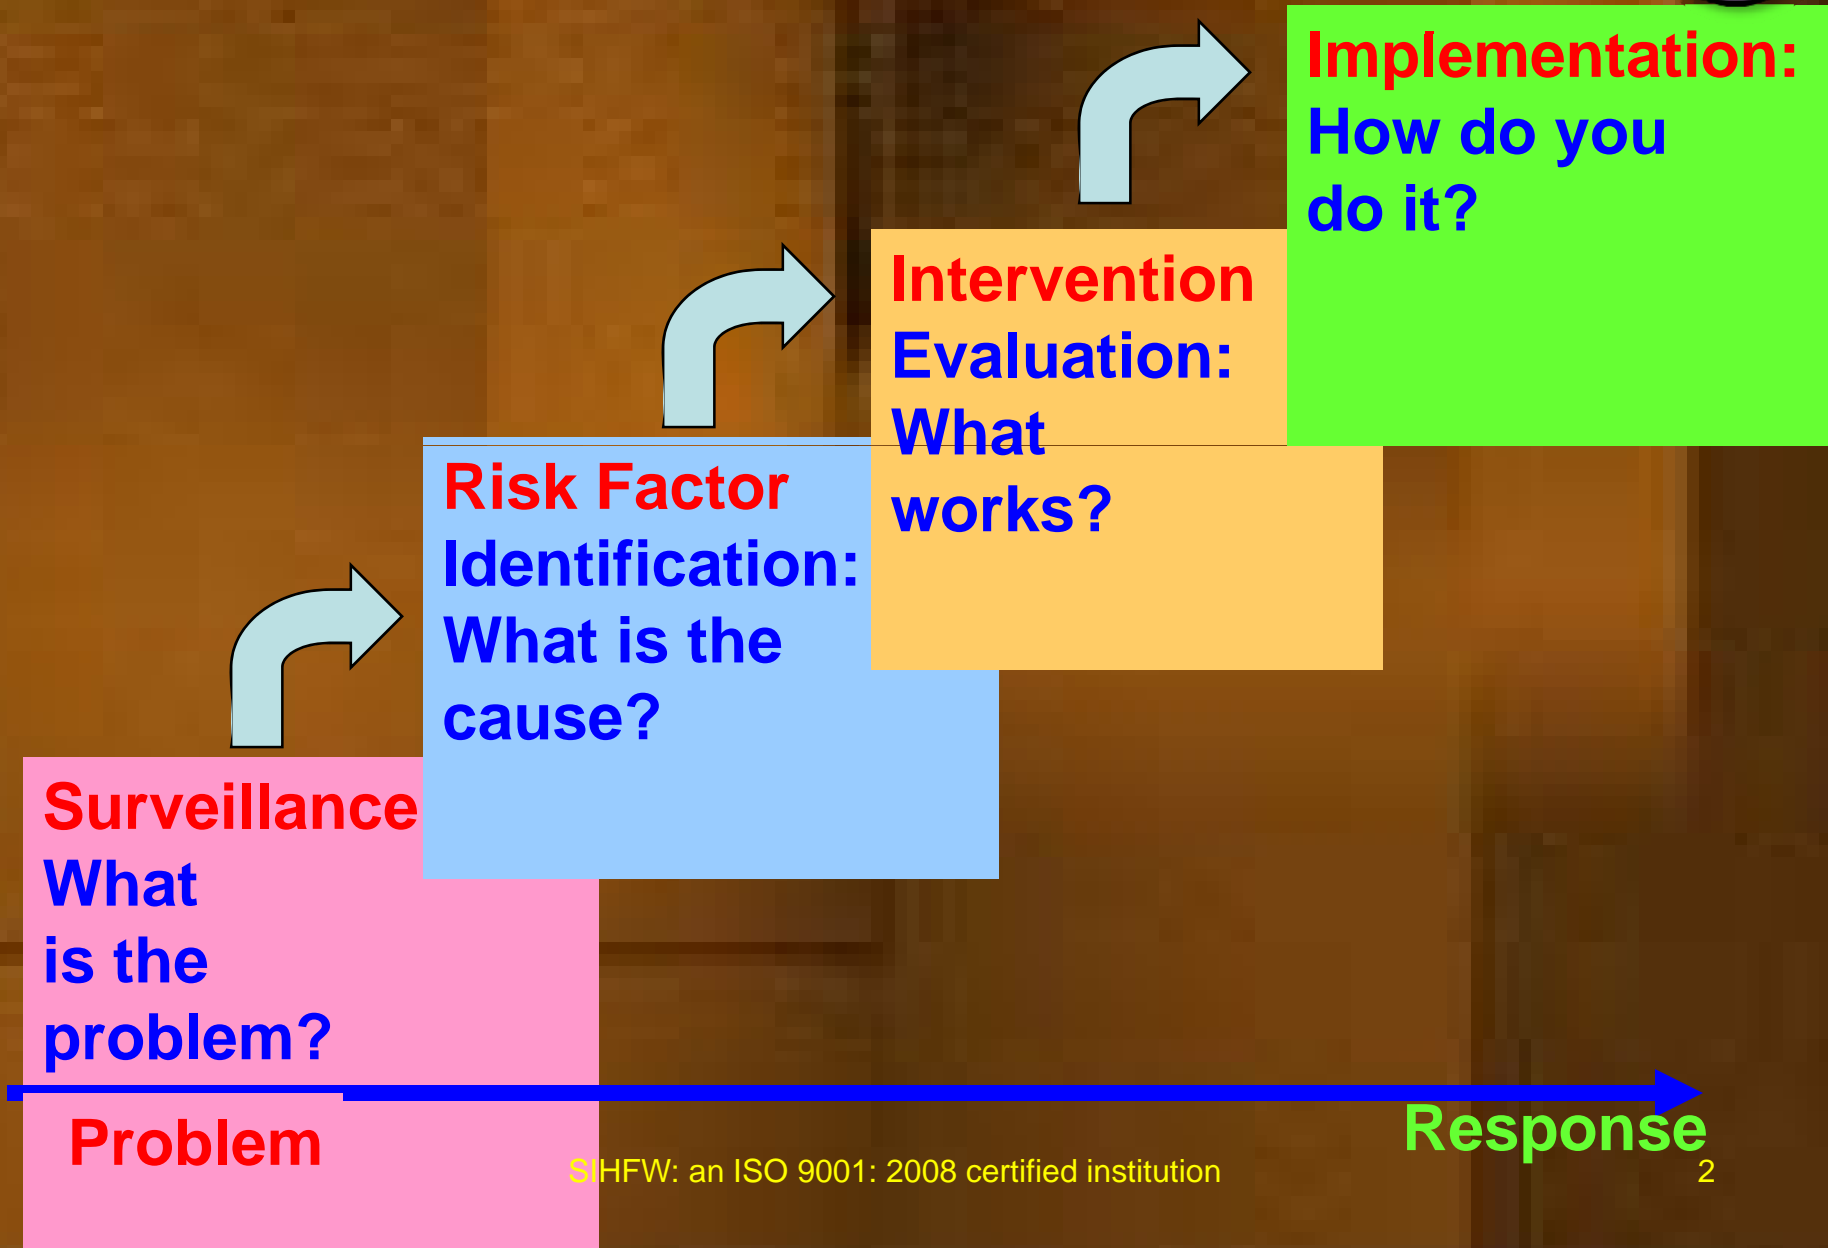 Surveillance
What
is the
problem?
Risk Factor
Identification:
What is the
cause?
Intervention
Evaluation:
What
works?
Implementation:
How do you
do it?
Problem
Response
SIHFW: an ISO 9001: 2008 certified institution
2